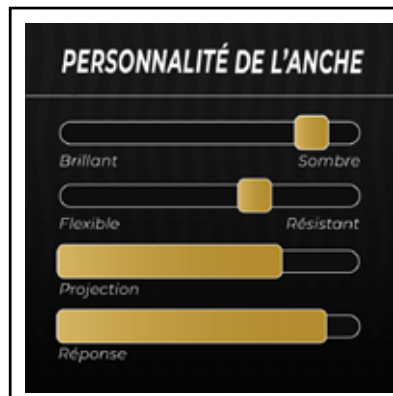 PERSONNALITÉ DE L'ANCHE
Brillant Sombre
Flexible Résistant
Projection
Réponse